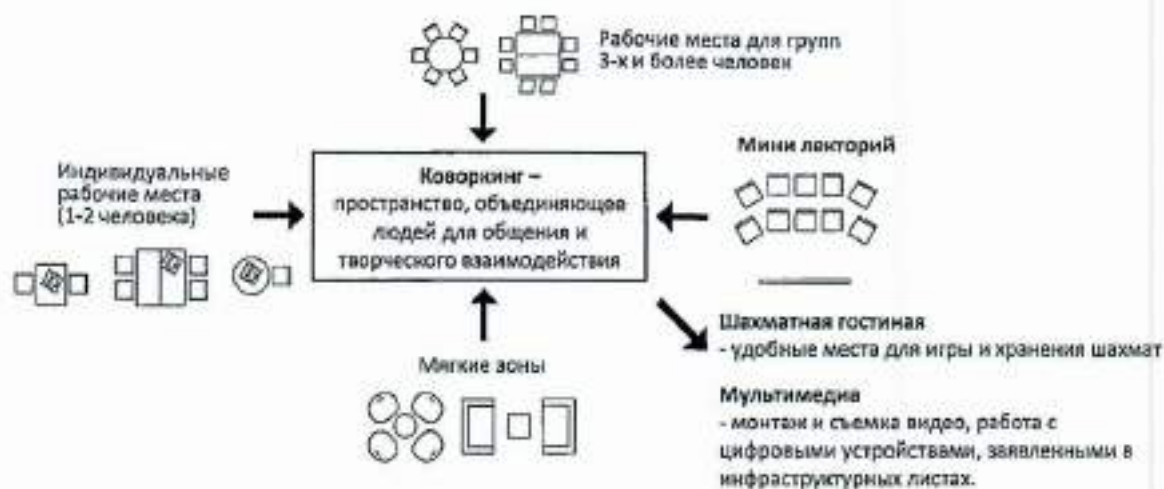 Рабочие места для групп
3-х и более человек
Индивидуальные
рабочие места
(1-2 человека)
Коворкинг –
пространство, объединяющее
людей для общения и
творческого взаимодействия
Мини лекторий
Мягкие зоны
Шахматная гостиная
- удобные места для игры и хранения шахмат
Мультимедиа
- монтаж и съемка видео, работа с
цифровыми устройствами, заявленными в
инфраструктурных листах.